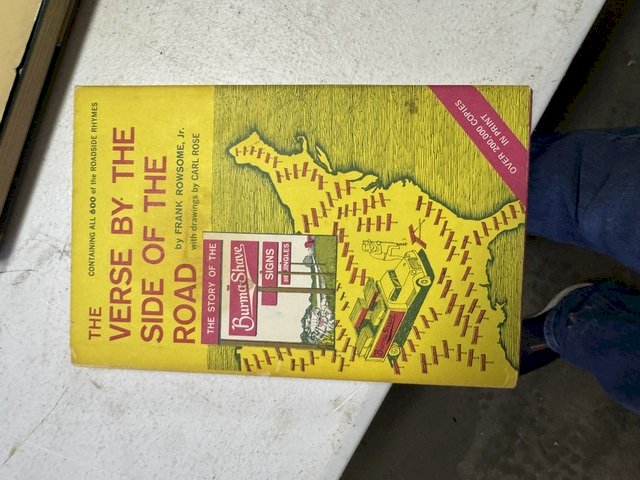 CONTAINING ALL 600 of the ROADSIDE RHYMES
THE
VERSE BY THE
SIDE OF THE
ROAD
by FRANK ROWSOME, Jr.
with drawings by CARL ROSE
THE STORY OF THE
Burma-Shave
SIGNS
and JINGLES
OVER 200,000 COPIES
IN PRINT